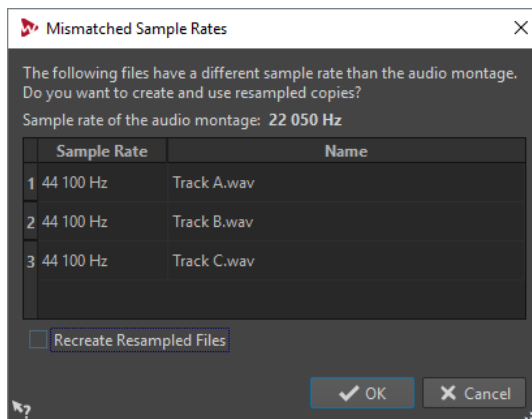 Mismatched Sample Rates
The following files have a different sample rate than the audio montage.
Do you want to create and use resampled copies?
Sample rate of the audio montage: 22 050 Hz
Sample Rate Name
1 44 100 Hz Track A.wav
2 44 100 Hz Track B.wav
3 44 100 Hz Track C.wav
Recreate Resampled Files
OK Cancel
?